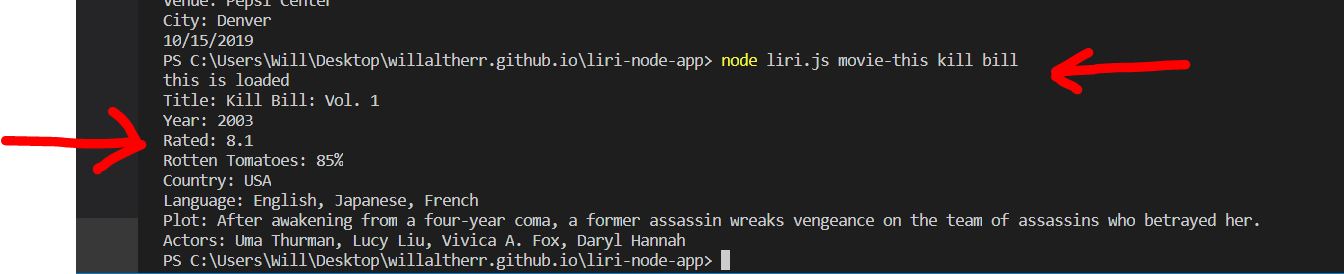 Venue: Pepsi Center
City: Denver
10/15/2019
PS C:\Users\Will\Desktop\willaltherr.github.io\liri-node-app> node liri.js movie-this kill bill
this is loaded
Title: Kill Bill: Vol. 1
Year: 2003
Rated: 8.1
Rotten Tomatoes: 85%
Country: USA
Language: English, Japanese, French
Plot: After awakening from a four-year coma, a former assassin wreaks vengeance on the team of assassins who betrayed her.
Actors: Uma Thurman, Lucy Liu, Vivica A. Fox, Daryl Hannah
PS C:\Users\Will\Desktop\willaltherr.github.io\liri-node-app>